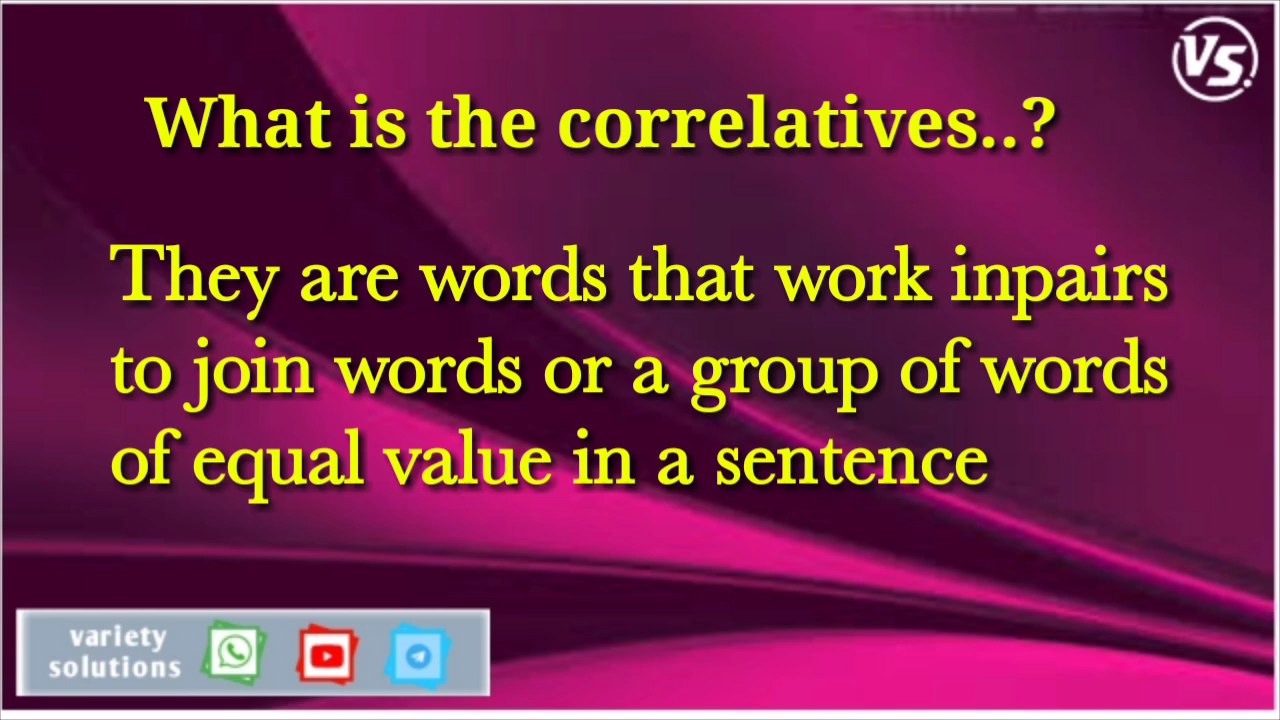 VS.
What is the correlatives..?
They are words that work inpairs
to join words or a group of words
of equal value in a sentence
variety
solutions